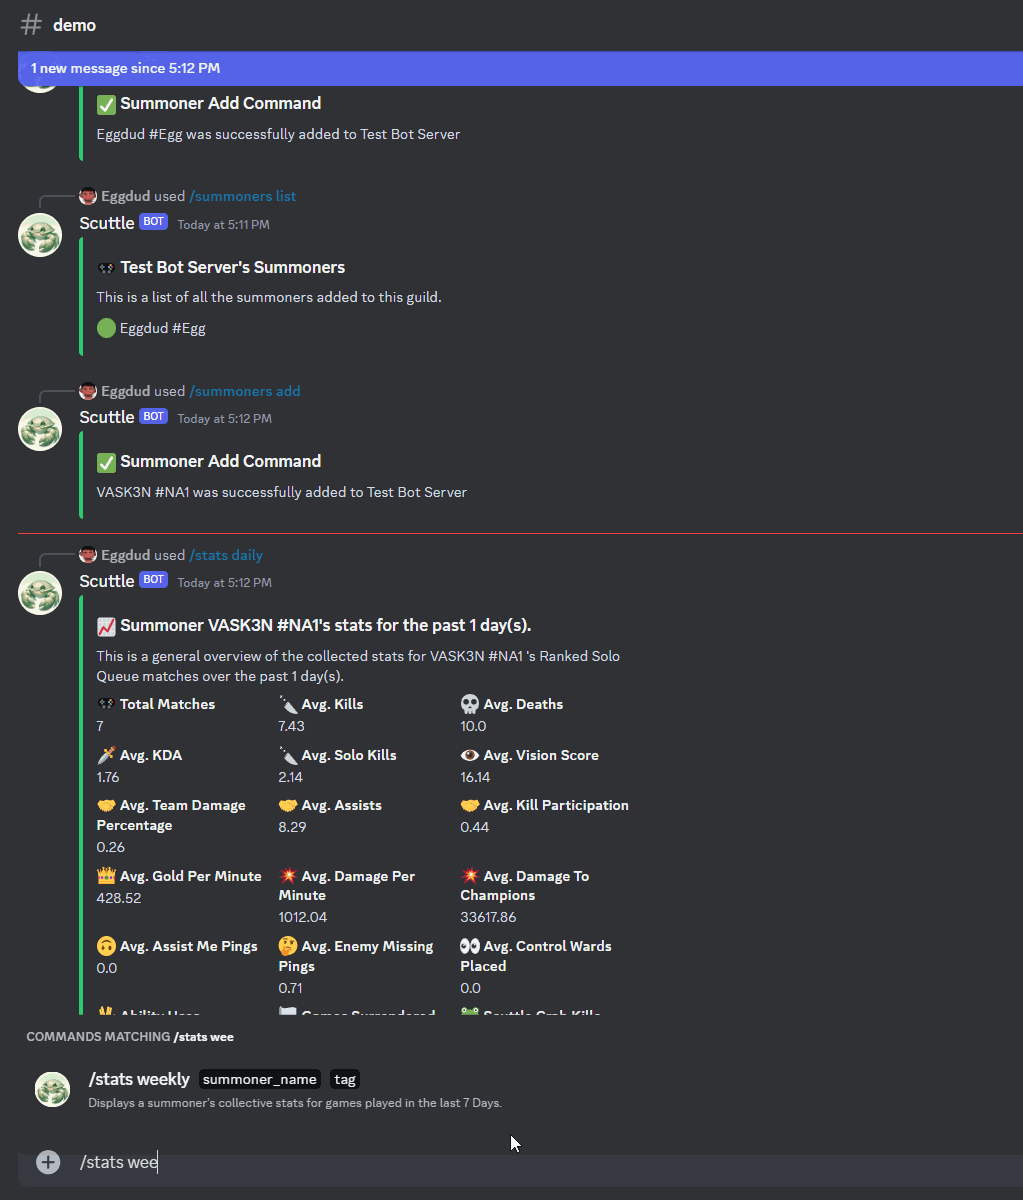 demo
1 new message since 5:12 PM
Summoner Add Command
Eggdud #Egg was successfully added to Test Bot Server
Eggdud used /summoners list
Scuttle BOT Today at 5:11 PM
Test Bot Server's Summoners
This is a list of all the summoners added to this guild.
Eggdud #Egg
Eggdud used /summoners add
Scuttle BOT Today at 5:12 PM
Summoner Add Command
VASK3N #NA1 was successfully added to Test Bot Server
Eggdud used /stats daily
Scuttle BOT Today at 5:12 PM
Summoner VASK3N #NA1's stats for the past 1 day(s).
This is a general overview of the collected stats for VASK3N #NA1 's Ranked Solo
Queue matches over the past 1 day(s).
Total Matches Avg. Kills Avg. Deaths
7 7.43 10.0
Avg. KDA Avg. Solo Kills Avg. Vision Score
1.76 2.14 16.14
Avg. Team Damage Avg. Assists Avg. Kill Participation
Percentage 8.29 0.44
0.26
Avg. Gold Per Minute Avg. Damage Per Avg. Damage To
428.52 Minute Champions
1012.04 33617.86
Avg. Assist Me Pings Avg. Enemy Missing Avg. Control Wards
0.0 Pings Placed
0.71 0.0
Ability Uses Games Surrendered Scuttle Crab Kills
COMMANDS MATCHING /stats wee
/stats weekly summoner_name tag
Displays a summoner's collective stats for games played in the last 7 Days.
/stats wee